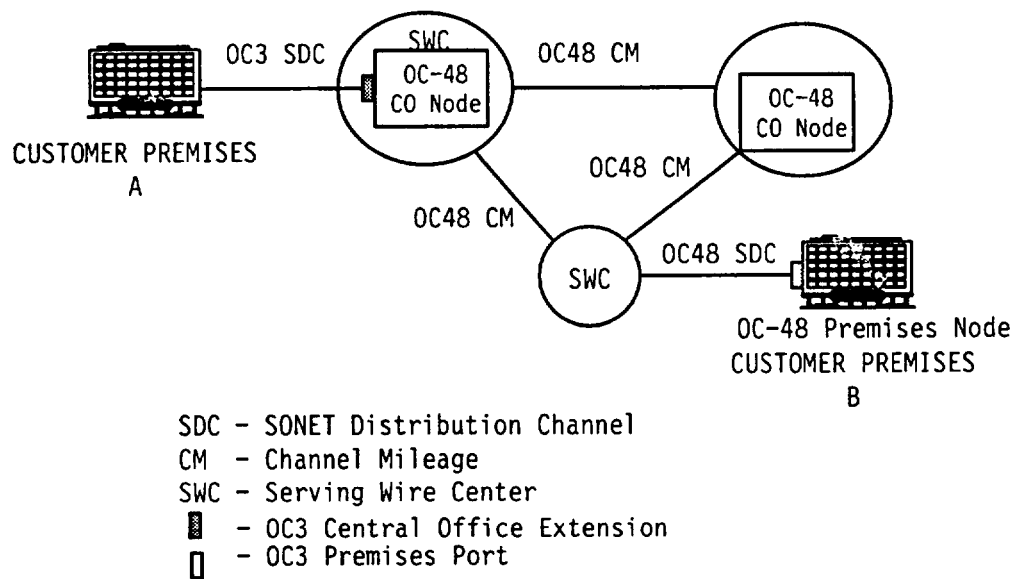 OC3 SDC
SWC
OC-48
CO Node
OC48 CM
OC-48
CO Node
CUSTOMER PREMISES
A
OC48 CM
OC48 CM
SWC
OC48 SDC
OC-48 Premises Node
CUSTOMER PREMISES
B
SDC - SONET Distribution Channel
CM - Channel Mileage
SWC - Serving Wire Center
- OC3 Central Office Extension
- OC3 Premises Port